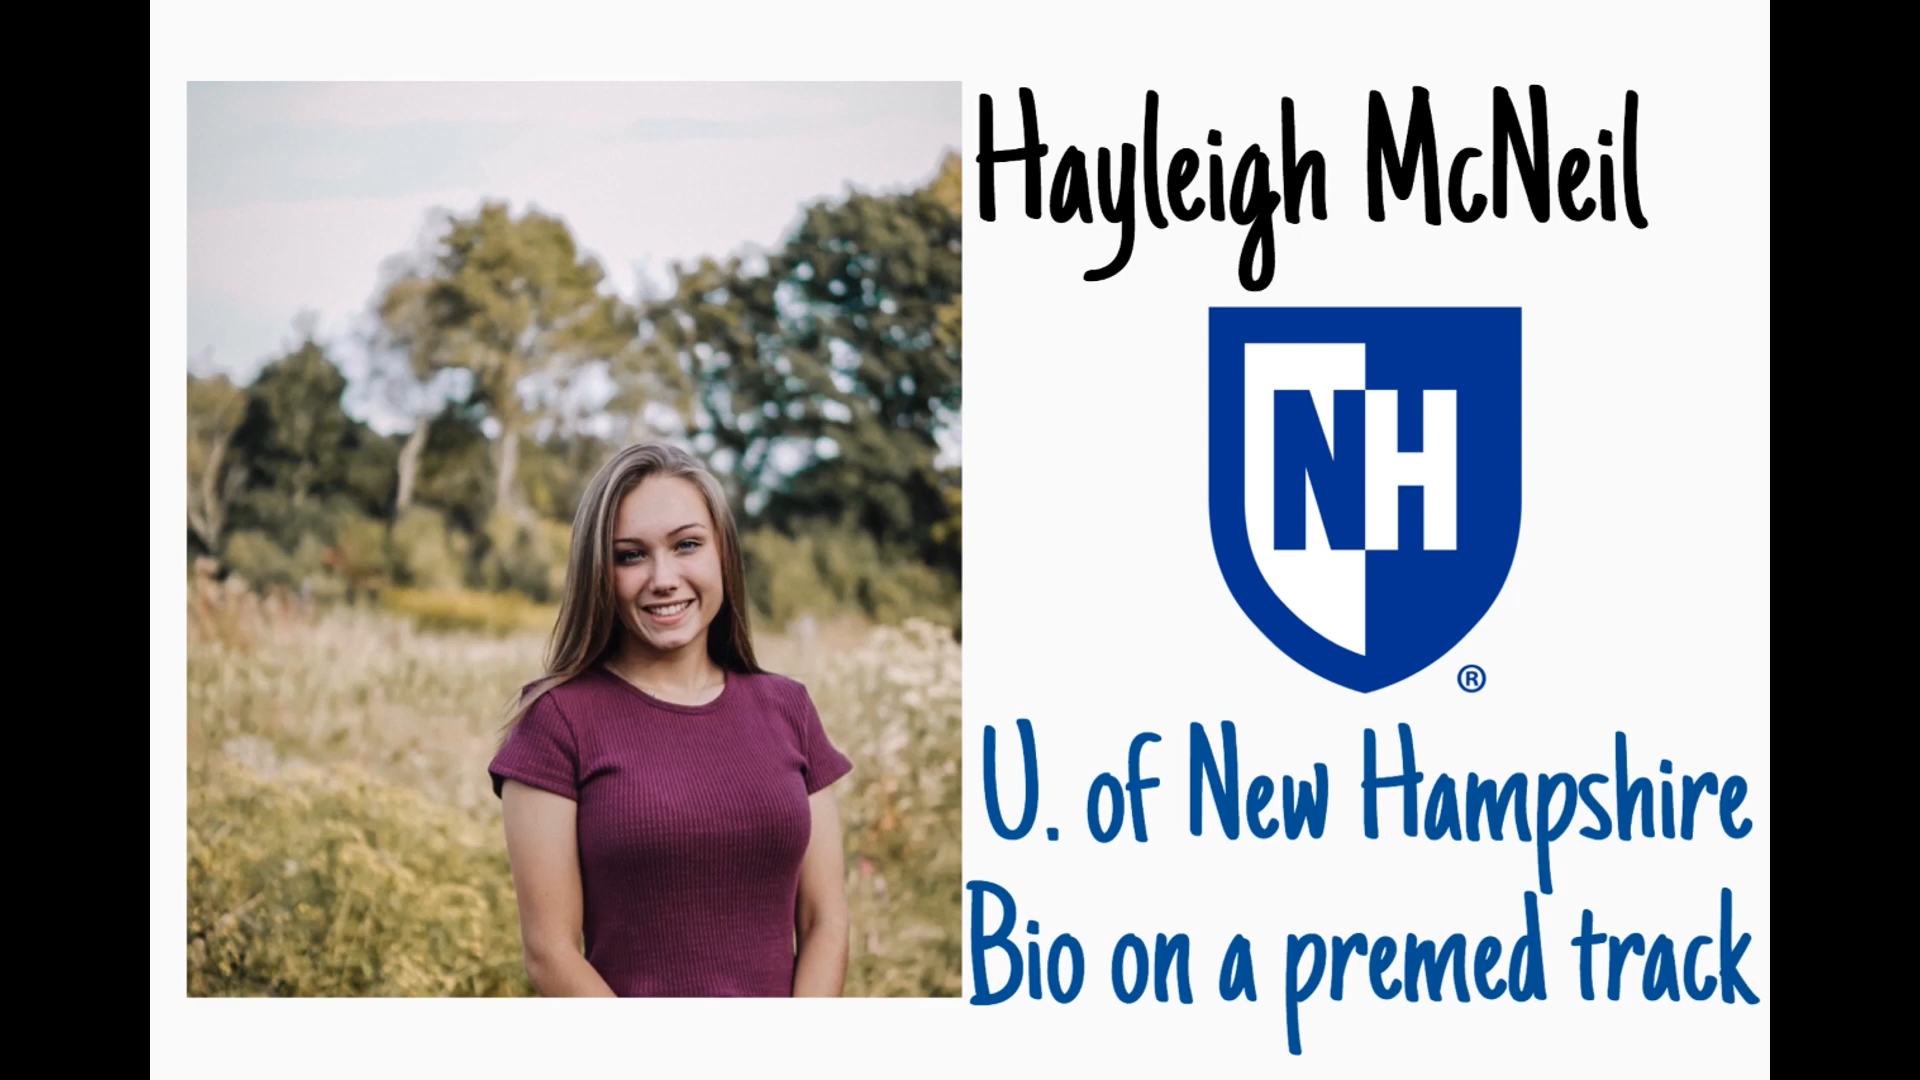 Hayleigh McNeil
NH
®
U. of New Hampshire
Bio on a premed track